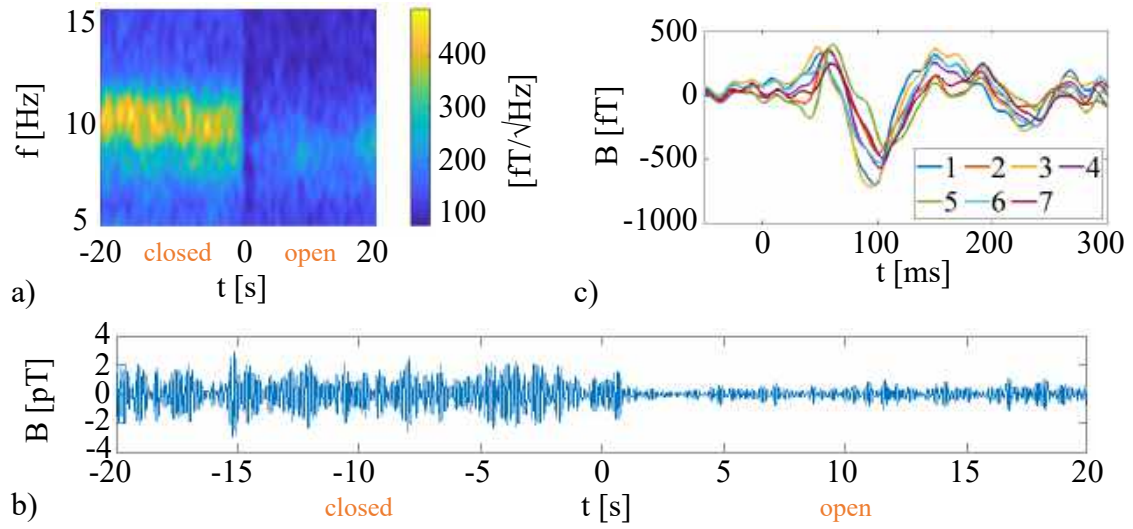 15
10
5
f [Hz]
-20 closed 0 open 20
t [s]
400
300
200
100
[fT/√Hz]
a)
500
0
-500
-1000
B [fT]
1 2 3 4
5 6 7
0 100 200 300
t [ms]
c)
4
2
0
-2
-4
B [pT]
-20 -15 -10 -5 0 5 10 15 20
closed t [s] open
b)